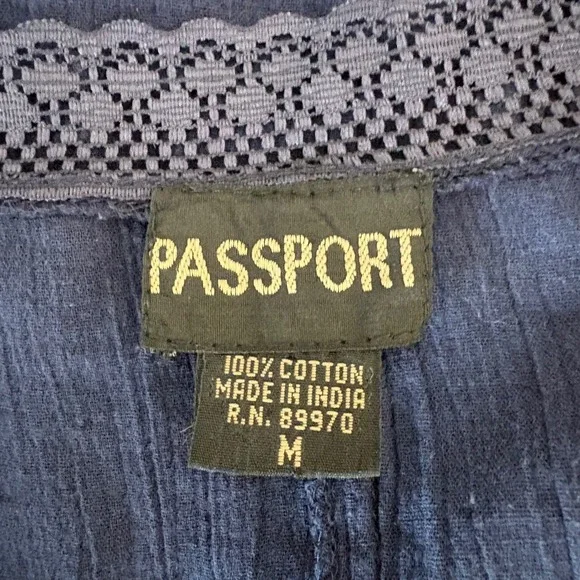 PASSPORT
100% COTTON
MADE IN INDIA
R.N. 89970
M